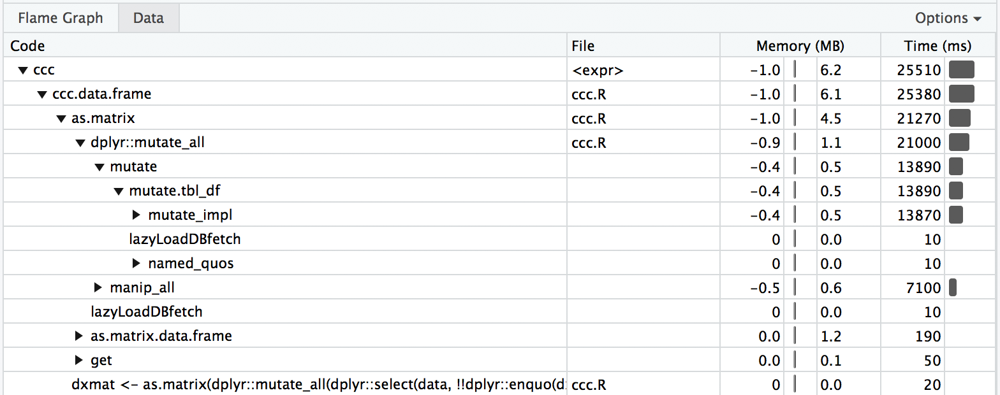 Flame Graph Data Options
Code File Memory (MB) Time (ms)
ccc <expr> −1.0 6.2 25510
ccc.data.frame ccc.R −1.0 6.1 25380
as.matrix ccc.R −1.0 4.5 21270
dplyr::mutate_all ccc.R −0.9 1.1 21000
mutate −0.4 0.5 13890
mutate.tbl_df −0.4 0.5 13890
mutate_impl −0.4 0.5 13870
lazyLoadDBfetch 0 0.0 10
named_quos 0 0.0 10
manip_all −0.5 0.6 7100
lazyLoadDBfetch 0 0.0 10
as.matrix.data.frame 0.0 1.2 190
get 0.0 0.1 50
dxmat <- as.matrix(dplyr::mutate_all(dplyr::select(data, !!dplyr::enquo( ccc.R 0 0.0 20